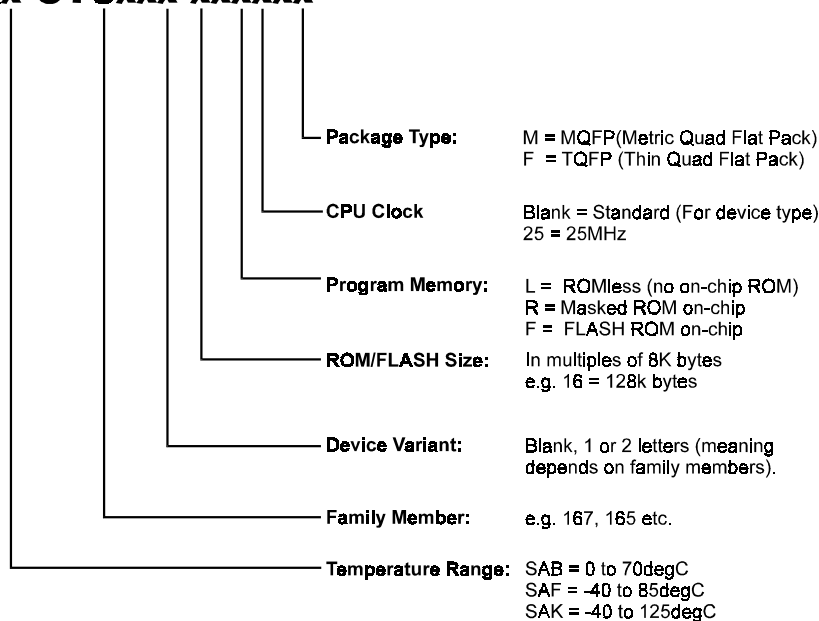 Package Type: M = MQFP(Metric Quad Flat Pack)
F = TQFP (Thin Quad Flat Pack)
CPU Clock Blank = Standard (For device type)
25 = 25MHz
Program Memory: L = ROMless (no on-chip ROM)
R = Masked ROM on-chip
F = FLASH ROM on-chip
ROM/FLASH Size: In multiples of 8K bytes
e.g. 16 = 128k bytes
Device Variant: Blank, 1 or 2 letters (meaning
depends on family members).
Family Member: e.g. 167, 165 etc.
Temperature Range: SAB = 0 to 70degC
SAF = -40 to 85degC
SAK = -40 to 125degC